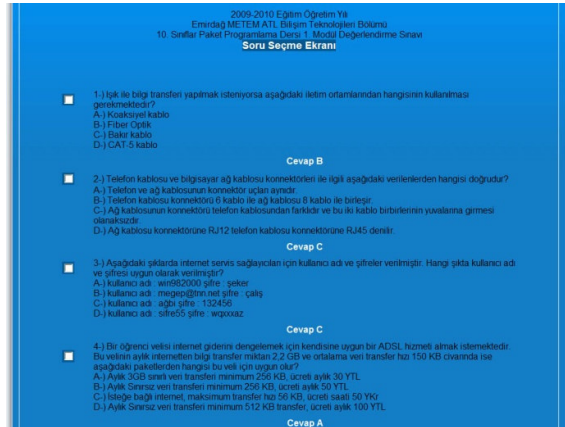 2009-2010 Eğitim Öğretim Yılı
Emirdağ METEM ATL Bilişim Teknolojileri Bölümü
10. Sınıflar Paket Programlama Dersi 1. Modül Değerlendirme Sınavı
Soru Seçme Ekranı
1-) Işık ile bilgi transferi yapılmak isteniyorsa aşağıdaki iletim ortamlarından hangisinin kullanılması
gerekmektedir?
A-) Koaksiyel kablo
B-) Fiber Optik
C-) Bakır kablo
D-) CAT-5 kablo
Cevap B
2-) Telefon kablosu ve bilgisayar ağ kablosu konnektörleri ile ilgili aşağıdaki verilenlerden hangisi doğrudur?
A-) Telefon ve ağ kablosunun konnektör uçları aynıdır.
B-) Telefon kablosu konnektörü 6 kablo ile ağ kablosu 8 kablo ile birleşir.
C-) Ağ kablosunun konnektörü telefon kablosundan farklıdır ve bu iki kablo birbirlerinin yuvalarına girmesi
olanaksızdır.
D-) Ağ kablosu konnektörüne RJ12 telefon kablosu konnektörüne RJ45 denilir.
Cevap C
3-) Aşağıdaki şıklarda internet servis sağlayıcıları için kullanıcı adı ve şifreler verilmiştir. Hangi şıkta kullanıcı adı
ve şifresi uygun olarak verilmiştir?
A-) kullanıcı adı : win982000 şifre : şeker
B-) kullanıcı adı : megep@tnn.net şifre : çalış
C-) kullanıcı adı : ağbi şifre : 132456
D-) kullanıcı adı : sifre55 şifre : wqxxxaz
Cevap C
4-) Bir öğrenci velisi internet giderini dengelemek için kendisine uygun bir ADSL hizmeti almak istemektedir.
Bu velinin aylık internetten bilgi transfer miktarı 2,2 GB ve ortalama veri transfer hızı 150 KB civarında ise
aşağıdaki paketlerden hangisi bu veli için uygun olur?
A-) Aylık 3GB sınırlı veri transferi minimum 256 KB, ücreti aylık 30 YTL
B-) Aylık Sınırsız veri transferi minimum 256 KB, ücreti aylık 50 YTL
C-) İsteğe bağlı internet, maksimum transfer hızı 56 KB, ücreti saati 50 YKr
D-) Aylık Sınırsız veri transferi minimum 512 KB transfer, ücreti aylık 100 YTL
Cevap A